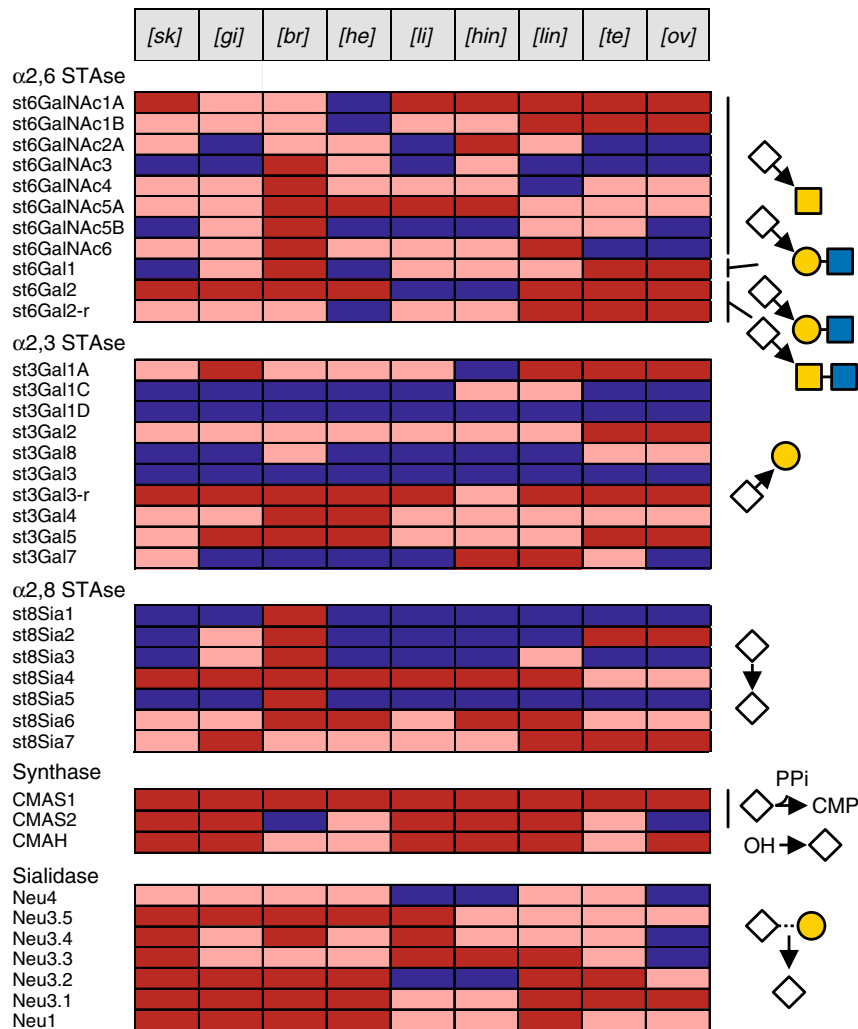 [sk] [gi] [br] [he] [li] [hin] [lin] [te] [ov]
α2,6 STAse
st6GalNAc1A
st6GalNAc1B
st6GalNAc2A
st6GalNAc3
st6GalNAc4
st6GalNAc5A
st6GalNAc5B
st6GalNAc6
st6Gal1
st6Gal2
st6Gal2-r
α2,3 STAse
st3Gal1A
st3Gal1C
st3Gal1D
st3Gal2
st3Gal8
st3Gal3
st3Gal3-r
st3Gal4
st3Gal5
st3Gal7
α2,8 STAse
st8Sia1
st8Sia2
st8Sia3
st8Sia4
st8Sia5
st8Sia6
st8Sia7
Synthase
PPi
CMAS1
CMP
CMAS2
CMAH
OH
Sialidase
Neu4
Neu3.5
Neu3.4
Neu3.3
Neu3.2
Neu3.1
Neu1